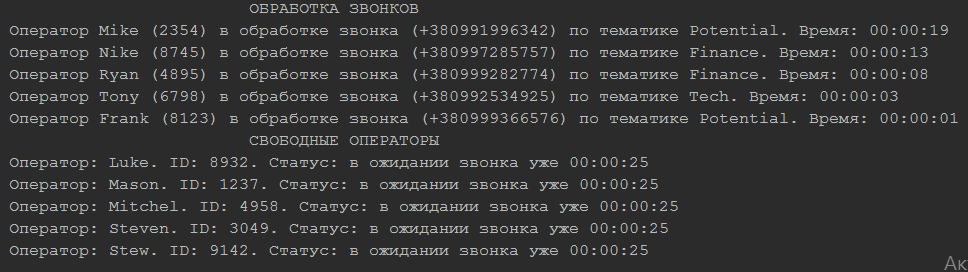 ОБРАБОТКА ЗВОНКОВ
Оператор Mike (2354) в обработке звонка (+380991996342) по тематике Potential. Время: 00:00:19
Оператор Nike (8745) в обработке звонка (+380997285757) по тематике Finance. Время: 00:00:13
Оператор Ryan (4895) в обработке звонка (+380999282774) по тематике Finance. Время: 00:00:08
Оператор Tony (6798) в обработке звонка (+380992534925) по тематике Tech. Время: 00:00:03
Оператор Frank (8123) в обработке звонка (+380999366576) по тематике Potential. Время: 00:00:01
СВОБОДНЫЕ ОПЕРАТОРЫ
Оператор: Luke. ID: 8932. Статус: в ожидании звонка уже 00:00:25
Оператор: Mason. ID: 1237. Статус: в ожидании звонка уже 00:00:25
Оператор: Mitchel. ID: 4958. Статус: в ожидании звонка уже 00:00:25
Оператор: Steven. ID: 3049. Статус: в ожидании звонка уже 00:00:25
Оператор: Stew. ID: 9142. Статус: в ожидании звонка уже 00:00:25